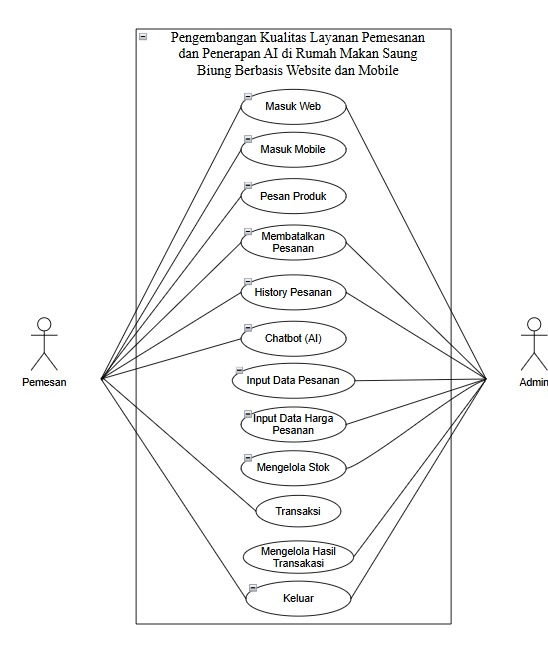 Pengembangan Kualitas Layanan Pemesanan
dan Penerapan AI di Rumah Makan Saung
Biung Berbasis Website dan Mobile
Masuk Web
Masuk Mobile
Pesan Produk
Membatalkan
Pesanan
History Pesanan
Chatbot (AI)
Pemesan
Input Data Pesanan
Admin
Input Data Harga
Pesanan
Mengelola Stok
Transaksi
Mengelola Hasil
Transakasi
Keluar